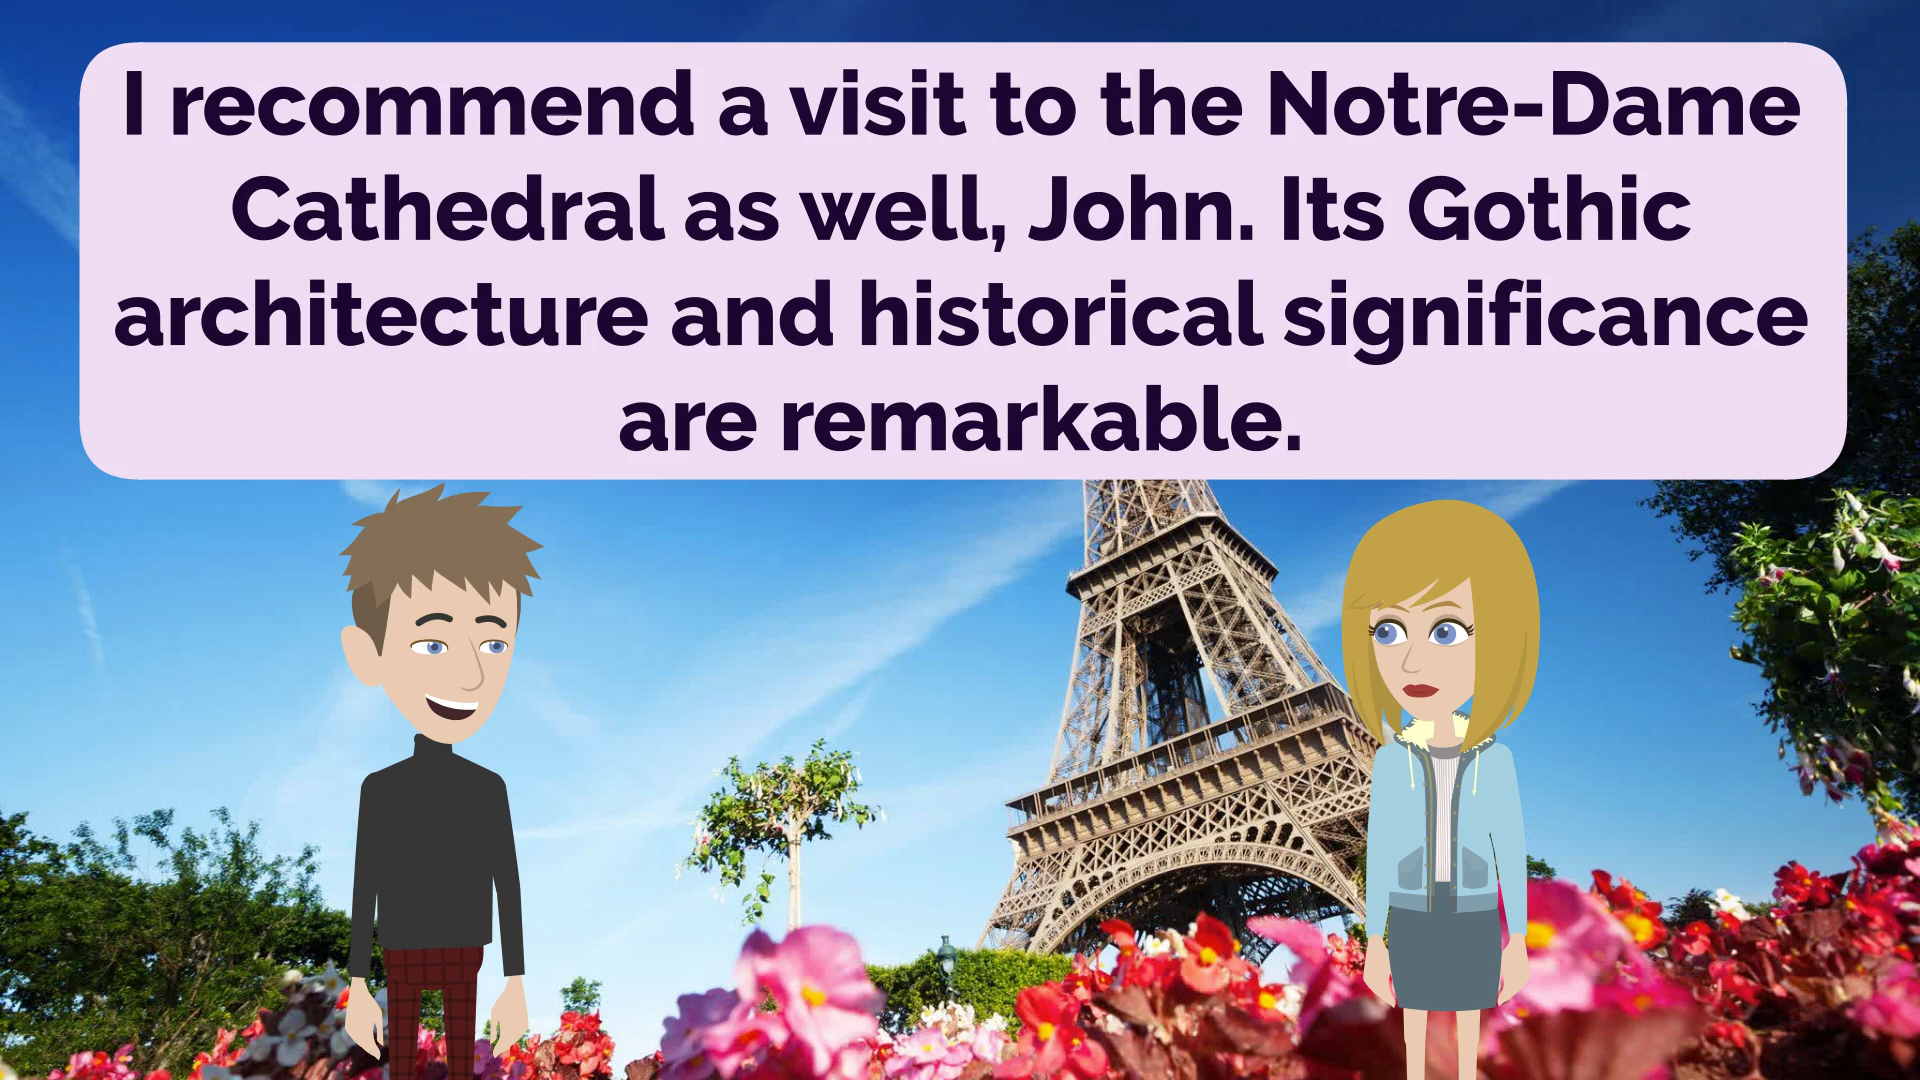 I recommend a visit to the Notre-Dame
Cathedral as well, John. Its Gothic
architecture and historical significance
are remarkable.